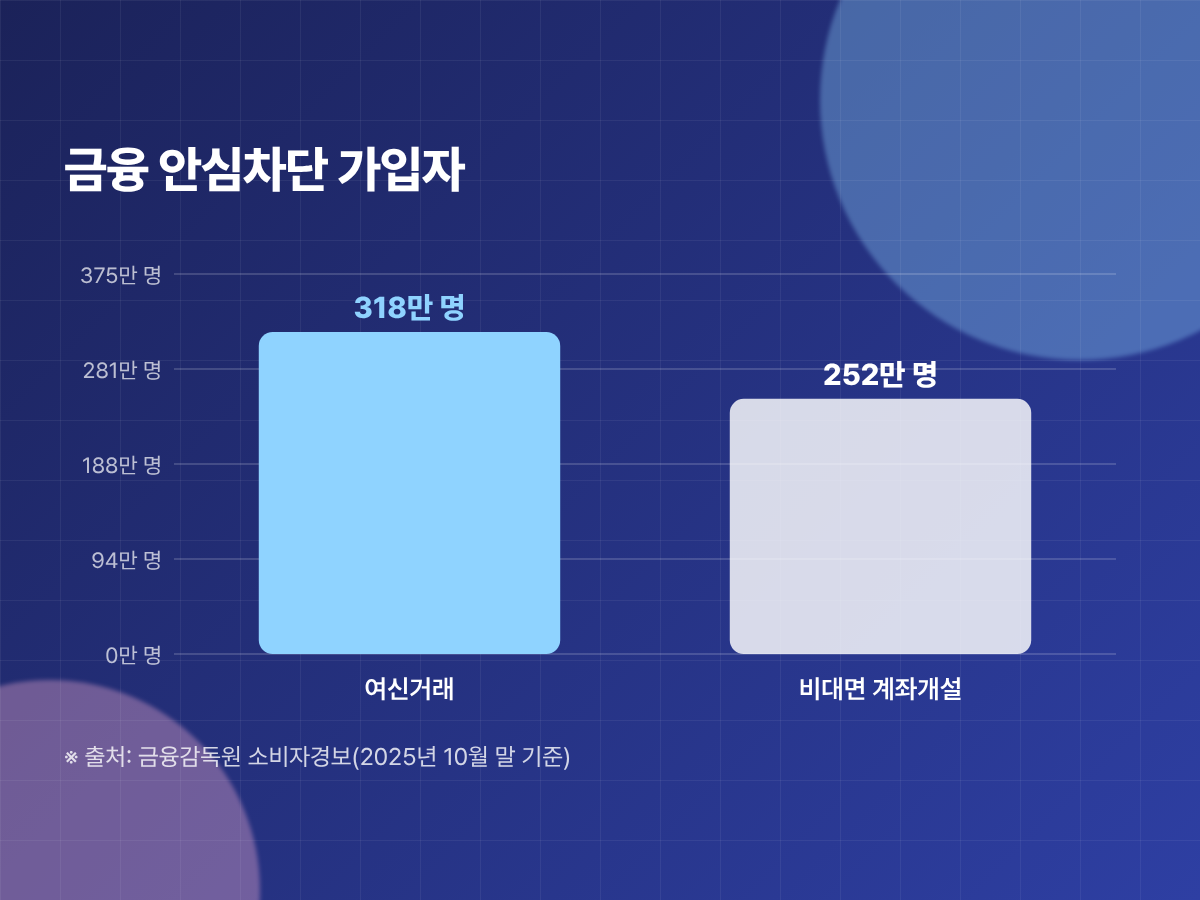 금융 안심차단 가입자
375만 명
318만 명
281만 명
252만 명
188만 명
94만 명
0만 명
여신거래
비대면 계좌개설
※ 출처: 금융감독원 소비자경보(2025년 10월 말 기준)